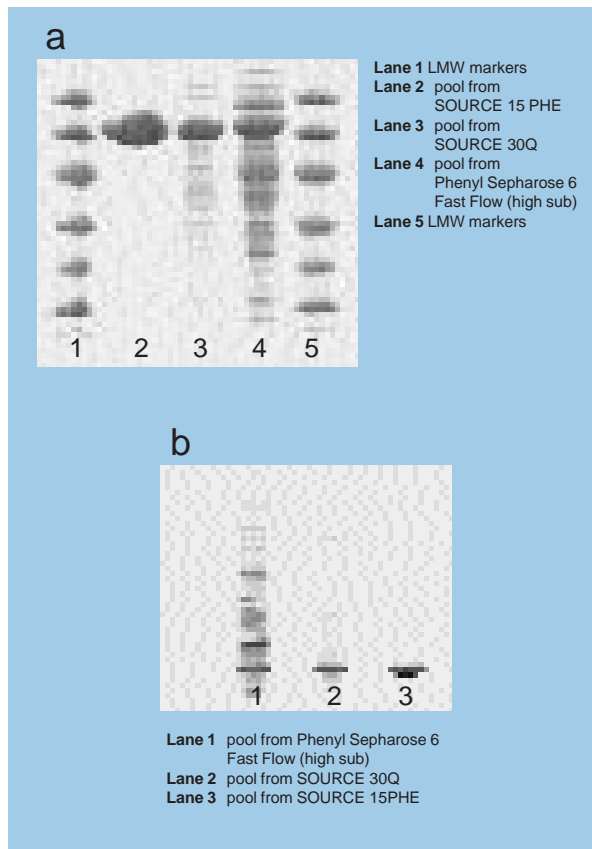 a
Lane 1 LMW markers
Lane 2 pool from
SOURCE 15 PHE
Lane 3 pool from
SOURCE 30Q
Lane 4 pool from
Phenyl Sepharose 6
Fast Flow (high sub)
Lane 5 LMW markers
1 2 3 4 5
b
1 2 3
Lane 1 pool from Phenyl Sepharose 6
Fast Flow (high sub)
Lane 2 pool from SOURCE 30Q
Lane 3 pool from SOURCE 15PHE